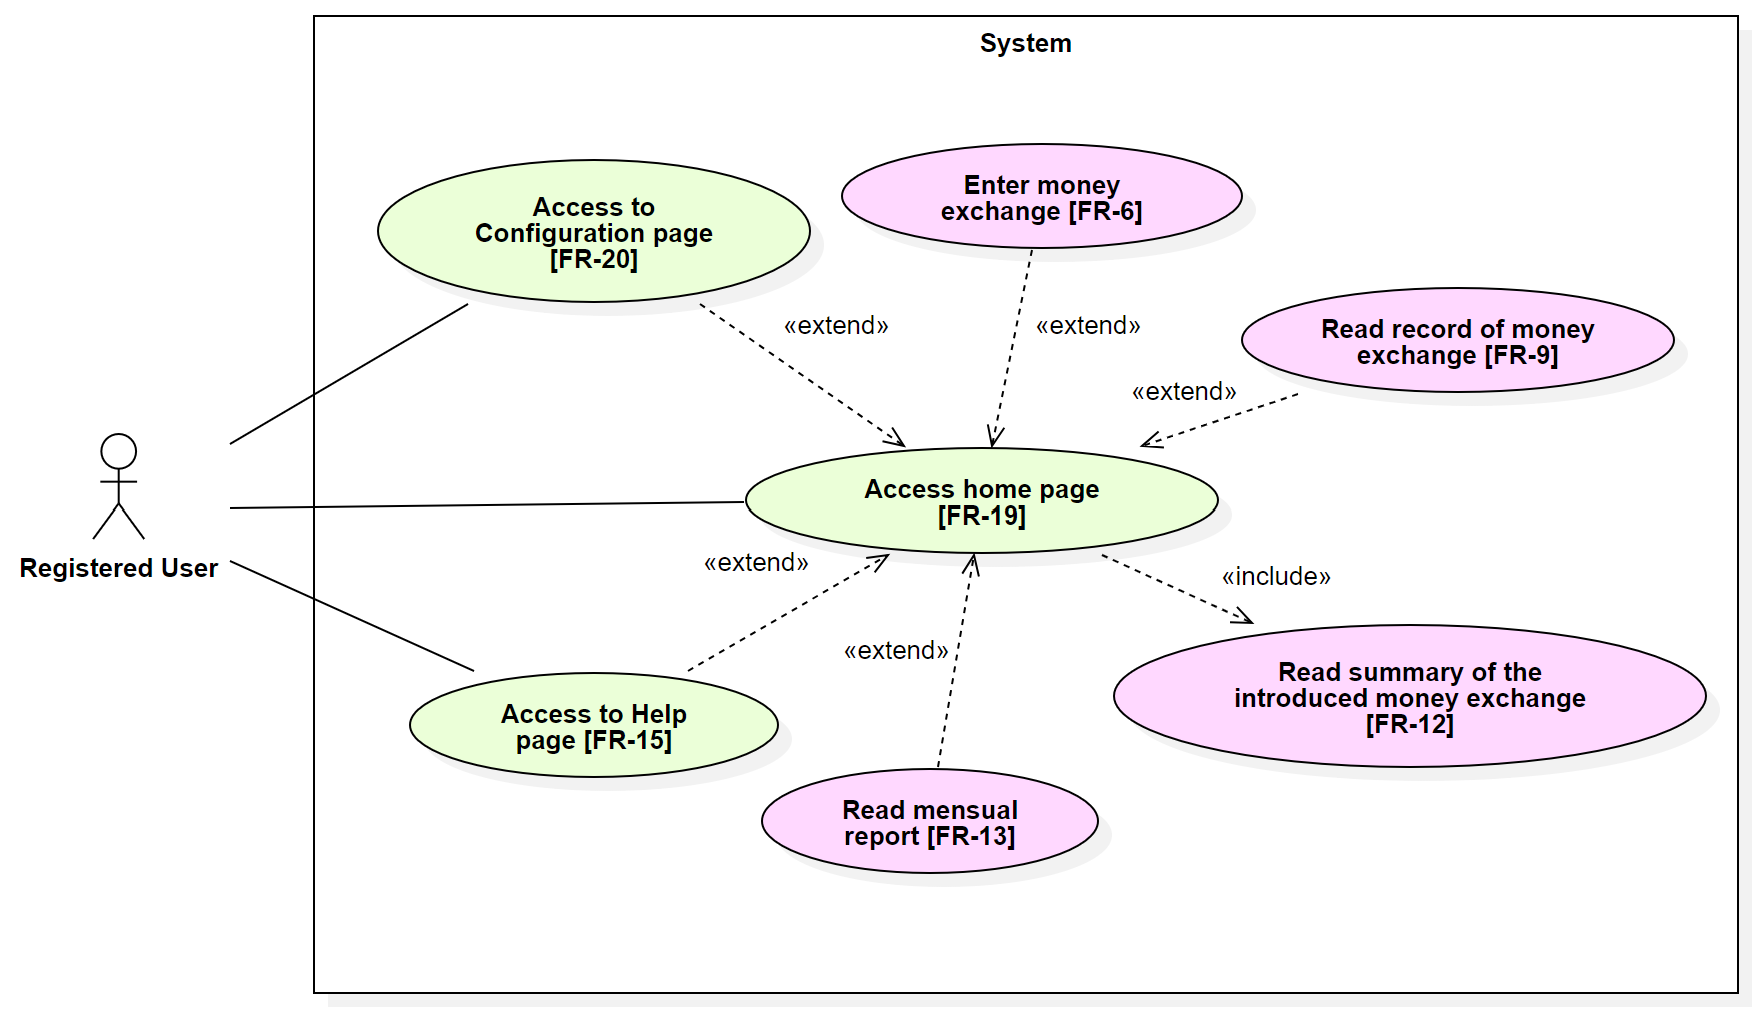 System
Access to
Configuration page
[FR-20]
Enter money
exchange [FR-6]
«extend»
«extend»
Read record of money
exchange [FR-9]
«extend»
Access home page
[FR-19]
Registered User
«extend»
«include»
«extend»
Access to Help
page [FR-15]
Read summary of the
introduced money exchange
[FR-12]
Read mensual
report [FR-13]